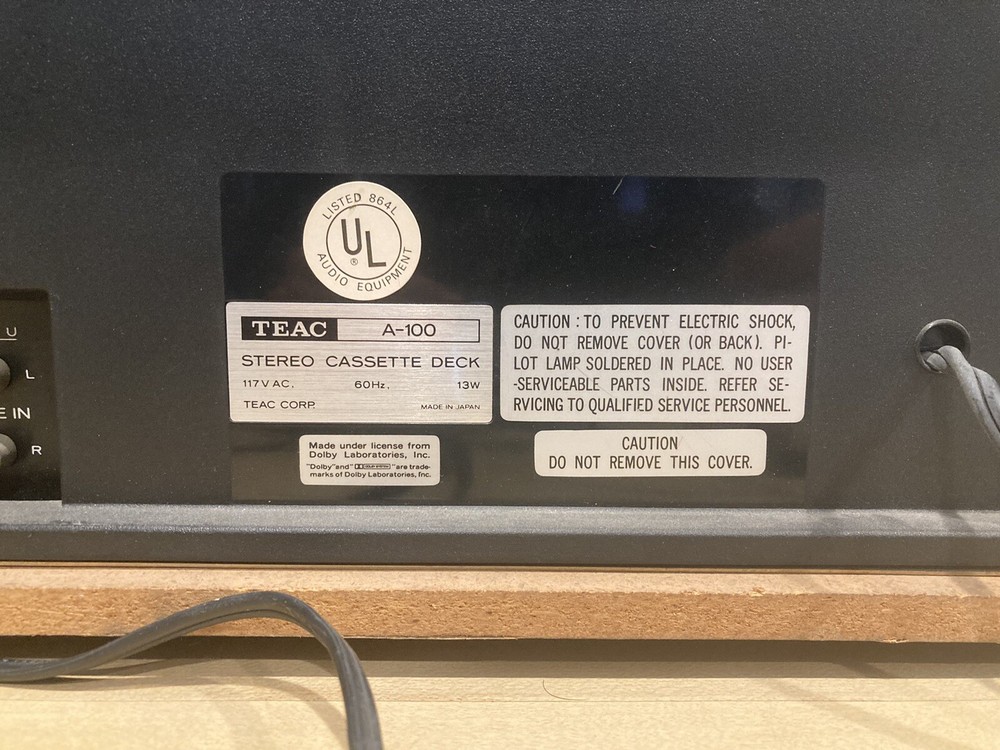 LISTED 864L
UL
®
AUDIO EQUIPMENT
TEAC A-100
STEREO CASSETTE DECK
117V AC, 60Hz, 13W
TEAC CORP. MADE IN JAPAN
CAUTION : TO PREVENT ELECTRIC SHOCK,
DO NOT REMOVE COVER (OR BACK). PI-
LOT LAMP SOLDERED IN PLACE. NO USER
-SERVICEABLE PARTS INSIDE. REFER SE-
RVICING TO QUALIFIED SERVICE PERSONNEL.
Made under license from
Dolby Laboratories, Inc.
"Dolby" and " DOLBY SYSTEM " are trade-
marks of Dolby Laboratories, Inc.
CAUTION
DO NOT REMOVE THIS COVER.
U
L
E IN
R